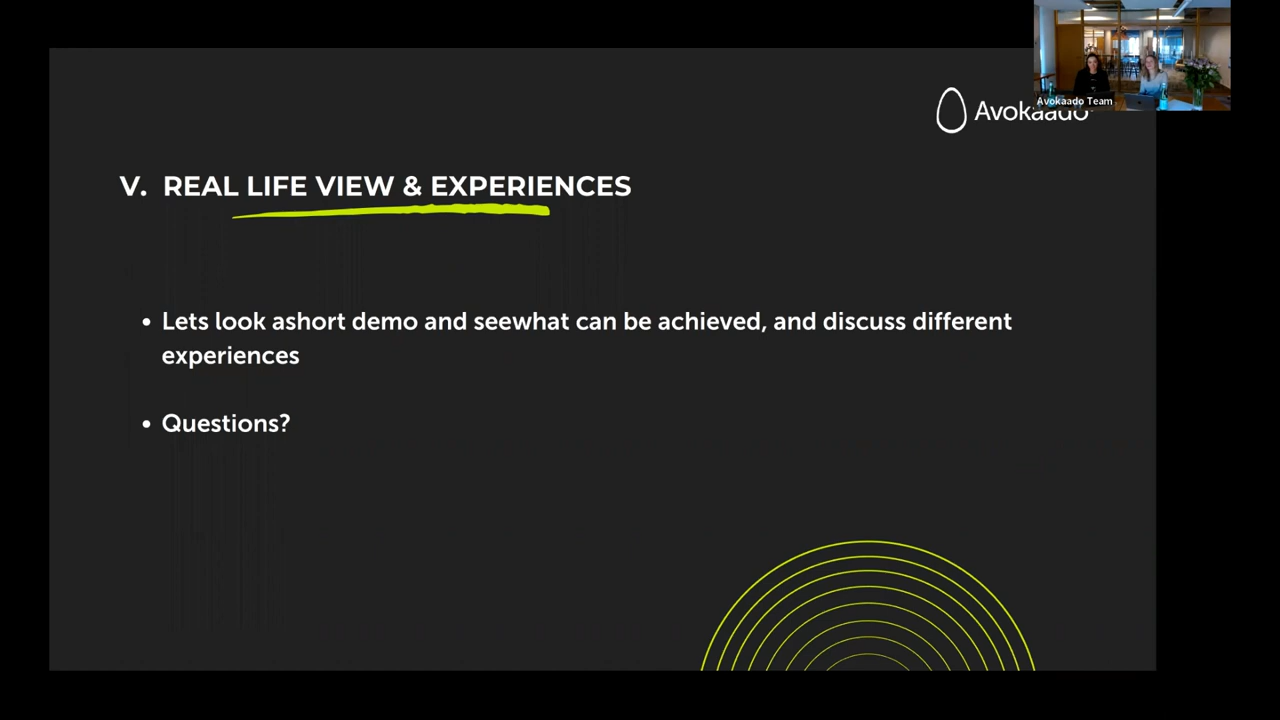 Avokaado Team
Avokaado
V. REAL LIFE VIEW & EXPERIENCES
• Lets look ashort demo and seewhat can be achieved, and discuss different
experiences
• Questions?